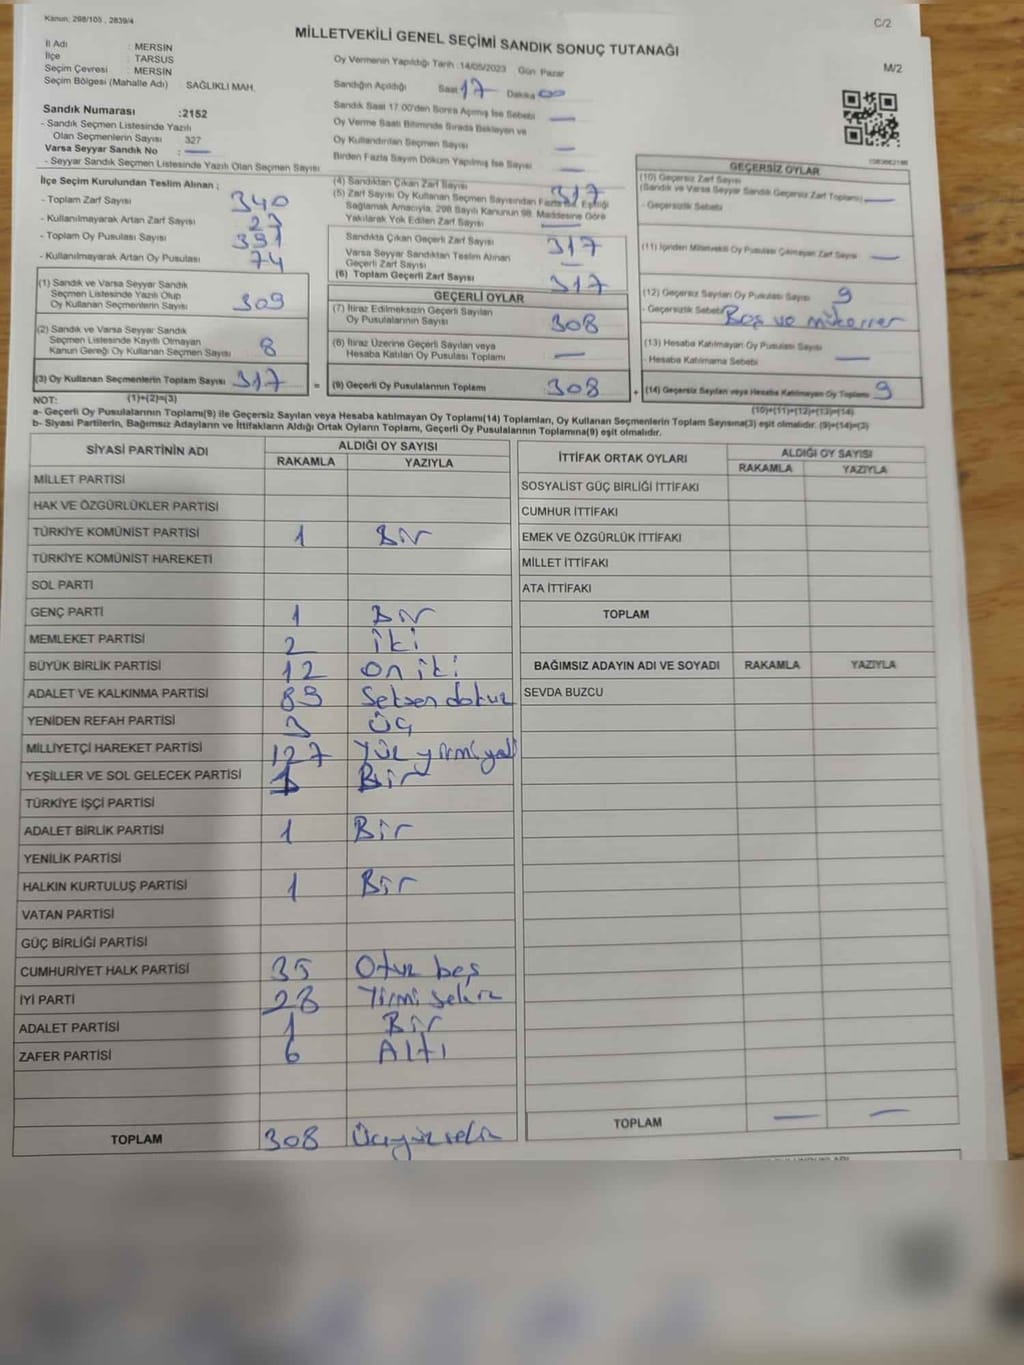 Kanun: 298/105 , 2839/4
C/2
MİLLETVEKİLİ GENEL SEÇİMİ SANDIK SONUÇ TUTANAĞI
M/2
İl Adı : MERSİN
İlçe : TARSUS
Seçim Çevresi : MERSİN
Seçim Bölgesi (Mahalle Adı) SAĞLIKLI MAH.
Sandık Numarası :2152
- Sandık Seçmen Listesinde Yazılı
Olan Seçmenlerin Sayısı 327
Varsa Seyyar Sandık No : —
- Seyyar Sandık Seçmen Listesinde Yazılı Olan Seçmen Sayısı
Oy Vermenin Yapıldığı Tarih :14/05/2023 Gün Pazar
Sandığın Açıldığı Saat 17 Dakika 00
Sandık Saat 17.00'den Sonra Açılmış İse Sebebi —
Oy Verme Saati Bitiminde Sırada Bekleyen ve
Oy Kullandırılan Seçmen Sayısı —
Birden Fazla Sayım Döküm Yapılmış İse Sayısı —
İlçe Seçim Kurulundan Teslim Alınan ;
- Toplam Zarf Sayısı 340
- Kullanılmayarak Artan Zarf Sayısı 23
- Toplam Oy Pusulası Sayısı 391
- Kullanılmayarak Artan Oy Pusulası 74
(1) Sandık ve Varsa Seyyar Sandık
Seçmen Listesinde Yazılı Olup
Oy Kullanan Seçmenlerin Sayısı 309
(2) Sandık ve Varsa Seyyar Sandık
Seçmen Listesinde Kayıtlı Olmayan
Kanun Gereği Oy Kullanan Seçmen Sayısı 8
(3) Oy Kullanan Seçmenlerin Toplam Sayısı 317 =
(4) Sandıktan Çıkan Zarf Sayısı 317
(5) Zarf Sayısı Oy Kullanan Seçmen Sayısından Fazla ise, Eşitliği
Sağlamak Amacıyla, 298 Sayılı Kanunun 98. Maddesine Göre
Yakılarak Yok Edilen Zarf Sayısı —
Sandıkta Çıkan Geçerli Zarf Sayısı 317
Varsa Seyyar Sandıktan Teslim Alınan
Geçerli Zarf Sayısı —
(6) Toplam Geçerli Zarf Sayısı 317
GEÇERLİ OYLAR
(7) İtiraz Edilmeksizin Geçerli Sayılan
Oy Pusulalarının Sayısı 308
(8) İtiraz Üzerine Geçerli Sayılan veya
Hesaba Katılan Oy Pusulası Toplamı —
(9) Geçerli Oy Pusulalarının Toplamı 308 +
GEÇERSİZ OYLAR
(10) Geçersiz Zarf Sayısı
(Sandık ve Varsa Seyyar Sandık Geçersiz Zarf Toplamı) —
- Geçersizlik Sebebi
(11) İçinden Milletvekili Oy Pusulası Çıkmayan Zarf Sayısı —
(12) Geçersiz Sayılan Oy Pusulası Sayısı 9
- Geçersizlik Sebebi Boş ve mükerrer
(13) Hesaba Katılmayan Oy Pusulası Sayısı
- Hesaba Katılmama Sebebi —
(14) Geçersiz Sayılan veya Hesaba Katılmayan Oy Toplamı 9
NOT: (1)+(2)=(3)
(10)+(11)+(12)+(13)=(14)
a- Geçerli Oy Pusulalarının Toplamı(9) ile Geçersiz Sayılan veya Hesaba katılmayan Oy Toplamı(14) Toplamları, Oy Kullanan Seçmenlerin Toplam Sayısına(3) eşit olmalıdır. (9)+(14)=(3)
b- Siyasi Partilerin, Bağımsız Adayların ve İttifakların Aldığı Ortak Oyların Toplamı, Geçerli Oy Pusulalarının Toplamına(9) eşit olmalıdır.
SİYASİ PARTİNİN ADI ALDIĞI OY SAYISI
RAKAMLA YAZIYLA
MİLLET PARTİSİ
HAK VE ÖZGÜRLÜKLER PARTİSİ
TÜRKİYE KOMÜNİST PARTİSİ 1 Bir
TÜRKİYE KOMÜNİST HAREKETİ
SOL PARTİ
GENÇ PARTİ 1 Bir
MEMLEKET PARTİSİ 2 iki
BÜYÜK BİRLİK PARTİSİ 12 on iki
ADALET VE KALKINMA PARTİSİ 89 Seksen dokuz
YENİDEN REFAH PARTİSİ 3 üç
MİLLİYETÇİ HAREKET PARTİSİ 127 Yüz yirmi yedi
YEŞİLLER VE SOL GELECEK PARTİSİ 1 Bir
TÜRKİYE İŞÇİ PARTİSİ
ADALET BİRLİK PARTİSİ 1 Bir
YENİLİK PARTİSİ
HALKIN KURTULUŞ PARTİSİ 1 Bir
VATAN PARTİSİ
GÜÇ BİRLİĞİ PARTİSİ
CUMHURİYET HALK PARTİSİ 35 Otuz beş
İYİ PARTİ 28 Yirmi sekiz
ADALET PARTİSİ 1 Bir
ZAFER PARTİSİ 6 Altı
TOPLAM 308 Üçyüz sekiz
İTTİFAK ORTAK OYLARI ALDIĞI OY SAYISI
RAKAMLA YAZIYLA
SOSYALİST GÜÇ BİRLİĞİ İTTİFAKI
CUMHUR İTTİFAKI
EMEK VE ÖZGÜRLÜK İTTİFAKI
MİLLET İTTİFAKI
ATA İTTİFAKI
TOPLAM
BAĞIMSIZ ADAYIN ADI VE SOYADI RAKAMLA YAZIYLA
SEVDA BUZCU
TOPLAM — —